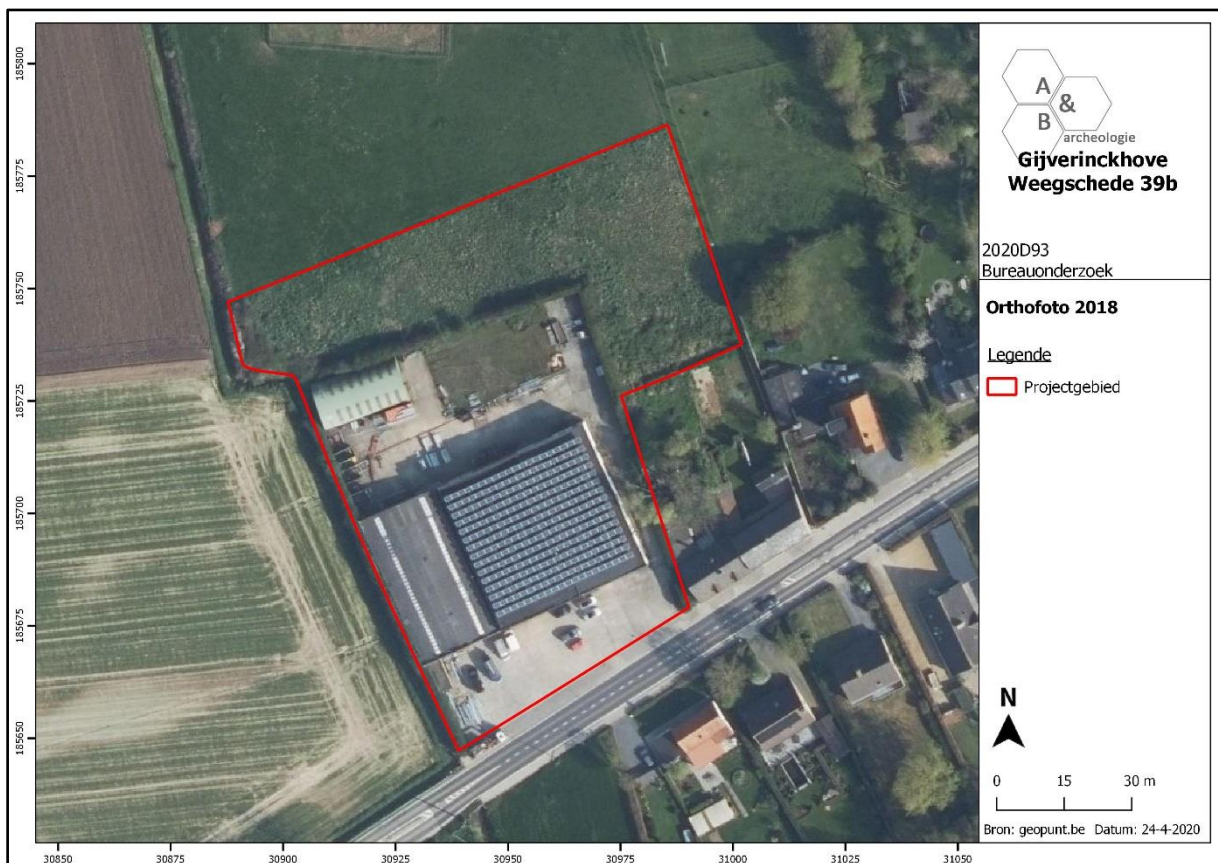 185800
185775
185750
185725
185700
185675
185650
30850
30875
30900
30925
30950
30975
31000
31025
31050
A
&
B
archeologie
Gijverinckhove
Weegschede 39b
2020D93
Bureauonderzoek
Orthofoto 2018
Legende
Projectgebied
N
0 15 30 m
Bron: geopunt.be Datum: 24-4-2020